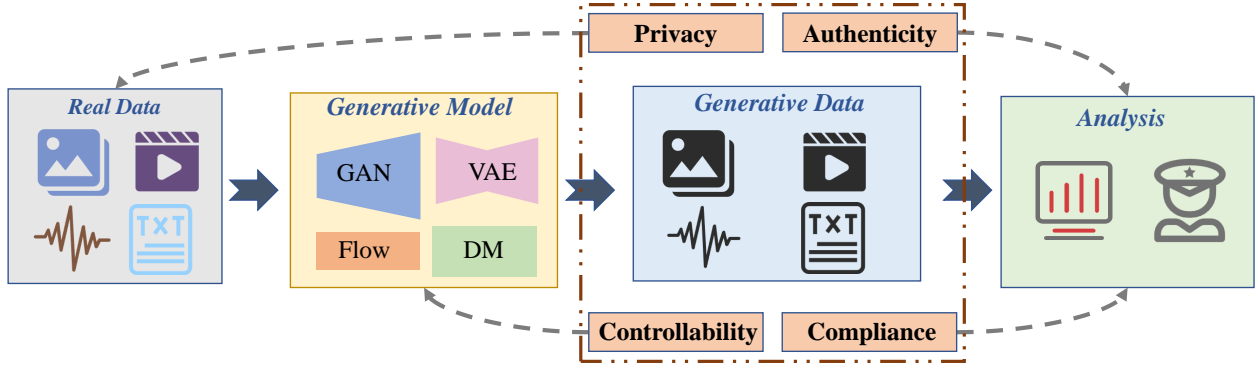 Privacy
Authenticity
Real Data
Generative Model
GAN
VAE
Flow
DM
Generative Data
Analysis
TXT
TXT
Controllability
Compliance